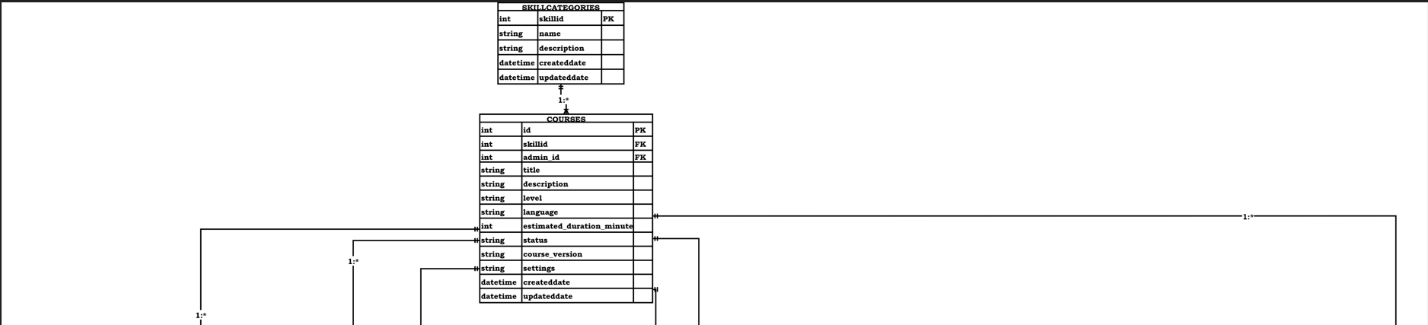 SKILLCATEGORIES
int skillid PK
string name
string description
datetime createddate
datetime updateddate
1:*
COURSES
int id PK
int skillid FK
int admin_id FK
string title
string description
string level
string language
1:*
int estimated_duration_minute
string status
string course_version
1:*
string settings
datetime createddate
datetime updateddate
1:*